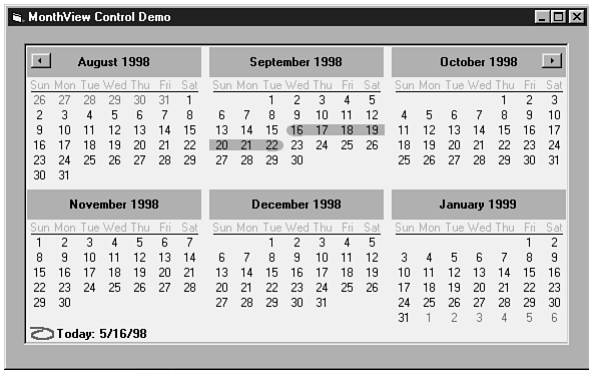 MonthView Control Demo
August 1998 September 1998 October 1998
Sun Mon Tue Wed Thu Fri Sat Sun Mon Tue Wed Thu Fri Sat Sun Mon Tue Wed Thu Fri Sat
26 27 28 29 30 31 1 1 2 3 4 5 1 2 3
2 3 4 5 6 7 8 6 7 8 9 10 11 12 4 5 6 7 8 9 10
9 10 11 12 13 14 15 13 14 15 16 17 18 19 11 12 13 14 15 16 17
16 17 18 19 20 21 22 20 21 22 23 24 25 26 18 19 20 21 22 23 24
23 24 25 26 27 28 29 27 28 29 30 25 26 27 28 29 30 31
30 31
November 1998 December 1998 January 1999
Sun Mon Tue Wed Thu Fri Sat Sun Mon Tue Wed Thu Fri Sat Sun Mon Tue Wed Thu Fri Sat
1 2 3 4 5 6 7 1 2 3 4 5 1 2
8 9 10 11 12 13 14 6 7 8 9 10 11 12 3 4 5 6 7 8 9
15 16 17 18 19 20 21 13 14 15 16 17 18 19 10 11 12 13 14 15 16
22 23 24 25 26 27 28 20 21 22 23 24 25 26 17 18 19 20 21 22 23
29 30 27 28 29 30 31 24 25 26 27 28 29 30
31 1 2 3 4 5 6
Today: 5/16/98